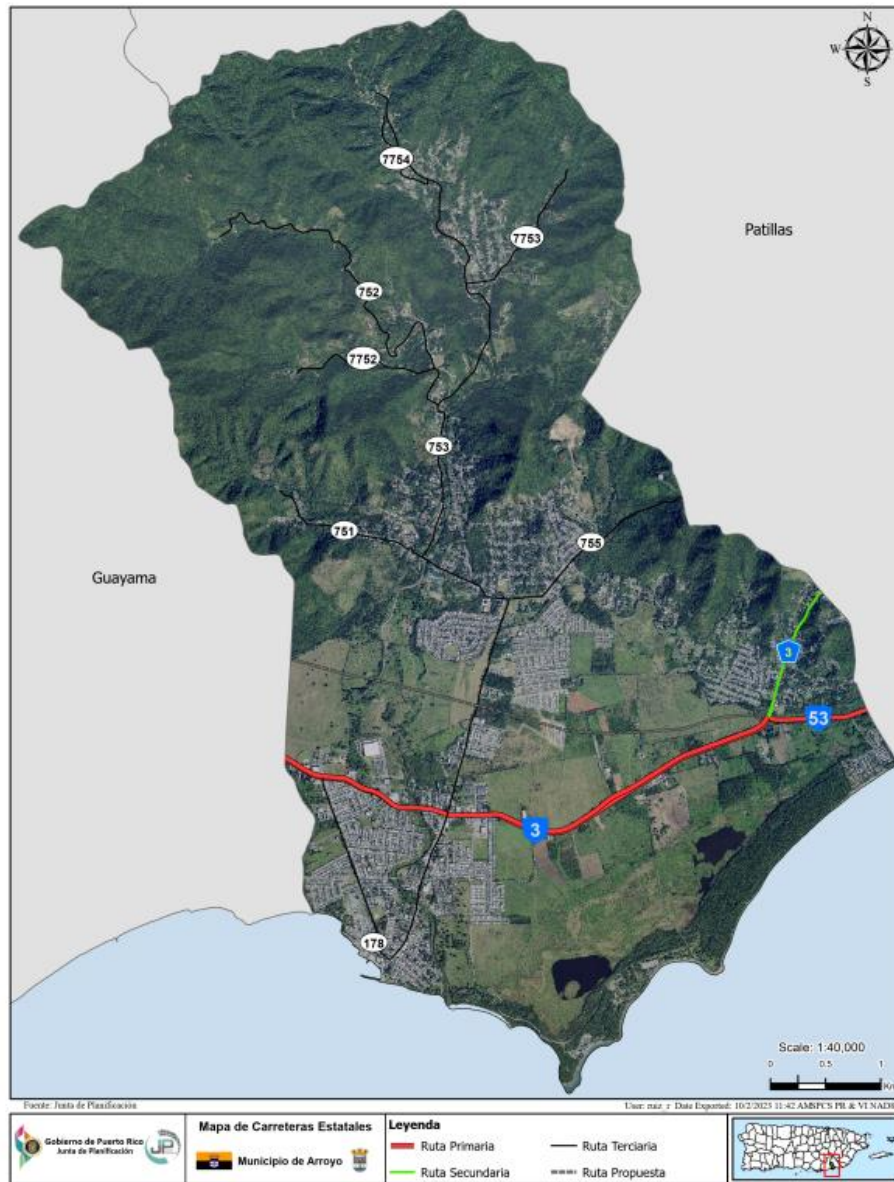 N
W
S
7754
Patillas
7753
752
7752
753
751
755
Guayama
3
53
3
178
Scale: 1:40,000
0 0.5 1
Fuente: Junta de Planificación
User: ruiz_r Date Exported: 10/2/2023 11:42 AM
Gobierno de Puerto Rico
Junta de Planificación
JP
Mapa de Carreteras Estatales
Municipio de Arroyo
Leyenda
Ruta Primaria
Ruta Terciaria
Ruta Secundaria
Ruta Propuesta